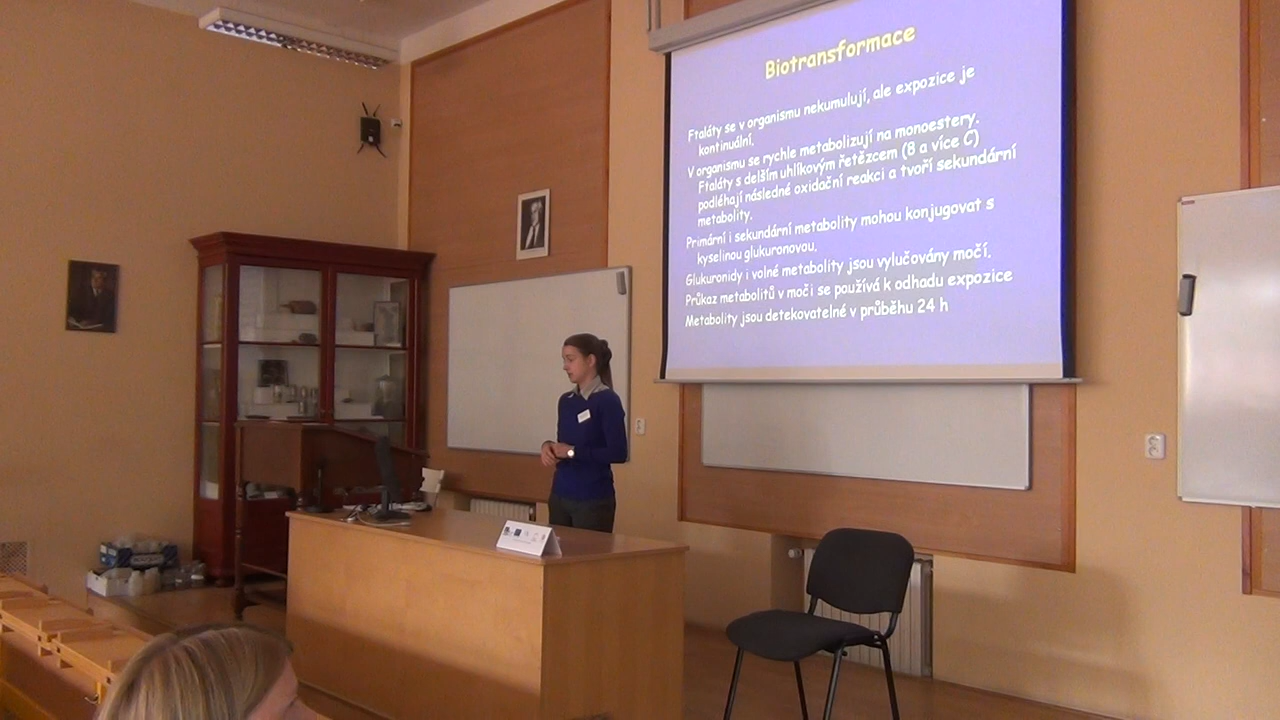 Biotransformace
Ftaláty se v organismu nekumulují, ale expozice je
kontinuální.
V organismu se rychle metabolizují na monoestery.
Ftaláty s delším uhlíkovým řetězcem (8 a více C)
podléhají následné oxidační reakci a tvoří sekundární
metabolity.
Primární i sekundární metabolity mohou konjugovat s
kyselinou glukuronovou.
Glukuronidy i volné metabolity jsou vylučovány močí.
Průkaz metabolitů v moči se používá k odhadu expozice
Metabolity jsou detekovatelné v průběhu 24 h